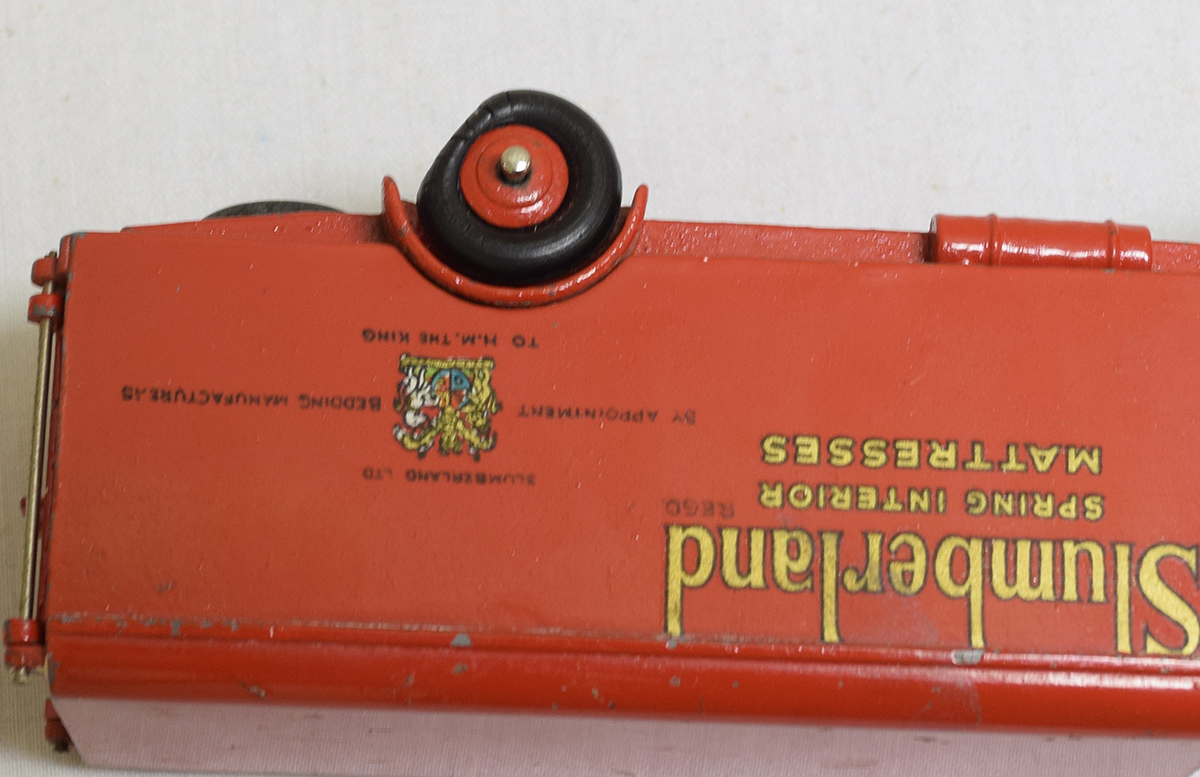 Slumberland
REGD.
SPRING INTERIOR
MATTRESSES
SLUMBERLAND LTD
BY APPOINTMENT BEDDING MANUFACTURERS
TO H.M. THE KING